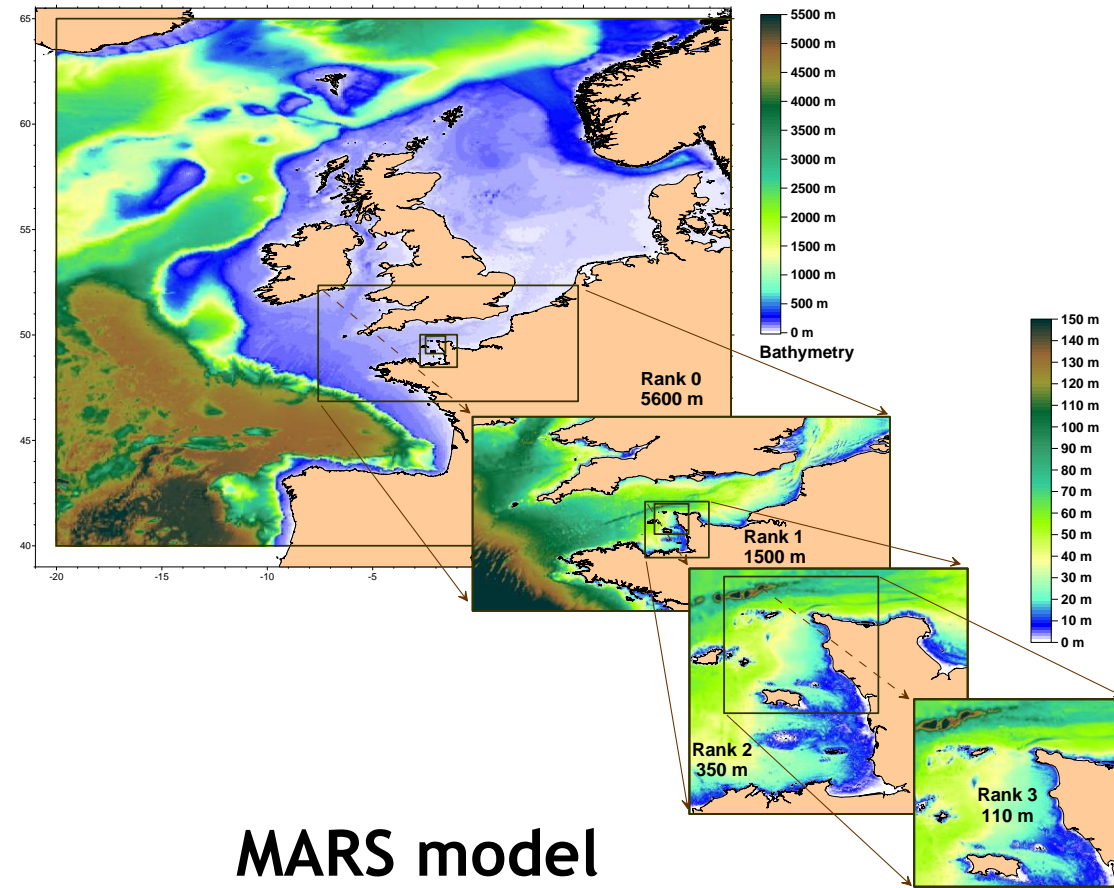 65
60
55
50
45
40
-20
-15
-10
-5
5500 m
5000 m
4500 m
4000 m
3500 m
3000 m
2500 m
2000 m
1500 m
1000 m
500 m
0 m
Bathymetry
Rank 0
5600 m
150 m
140 m
130 m
120 m
110 m
100 m
90 m
80 m
70 m
60 m
50 m
40 m
30 m
20 m
10 m
0 m
Rank 1
1500 m
Rank 2
350 m
Rank 3
110 m
MARS model